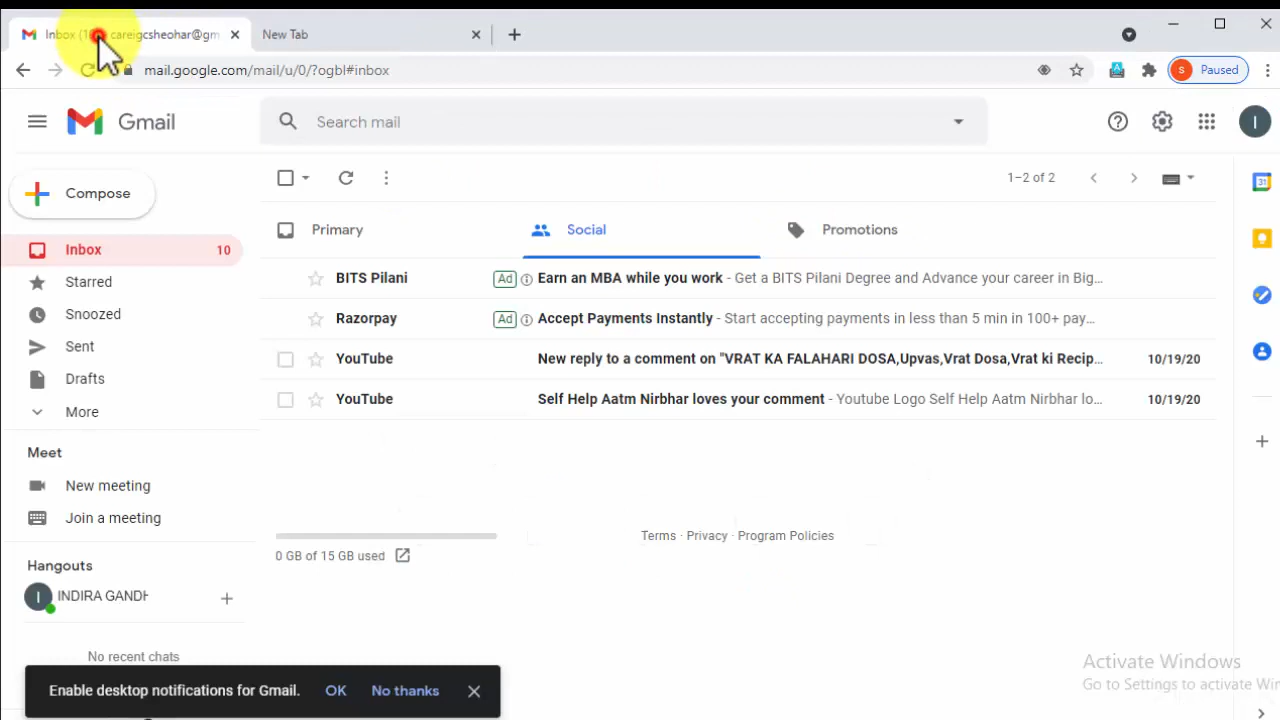 careigcsheohar@gm
New Tab
mail.google.com/mail/u/0/?ogbl#inbox
S Paused
Gmail
Search mail
I
Compose
1–2 of 2
Primary
Social
Promotions
Inbox 10
Starred
Snoozed
Sent
Drafts
More
BITS Pilani Ad Earn an MBA while you work - Get a BITS Pilani Degree and Advance your career in Big...
Razorpay Ad Accept Payments Instantly - Start accepting payments in less than 5 min in 100+ pay...
YouTube New reply to a comment on "VRAT KA FALAHARI DOSA,Upvas,Vrat Dosa,Vrat ki Recip... 10/19/20
YouTube Self Help Aatm Nirbhar loves your comment - Youtube Logo Self Help Aatm Nirbhar lo... 10/19/20
Meet
New meeting
Join a meeting
Terms · Privacy · Program Policies
0 GB of 15 GB used
Hangouts
I INDIRA GANDH
No recent chats
Enable desktop notifications for Gmail. OK No thanks
Activate Windows
Go to Settings to activate Win
31